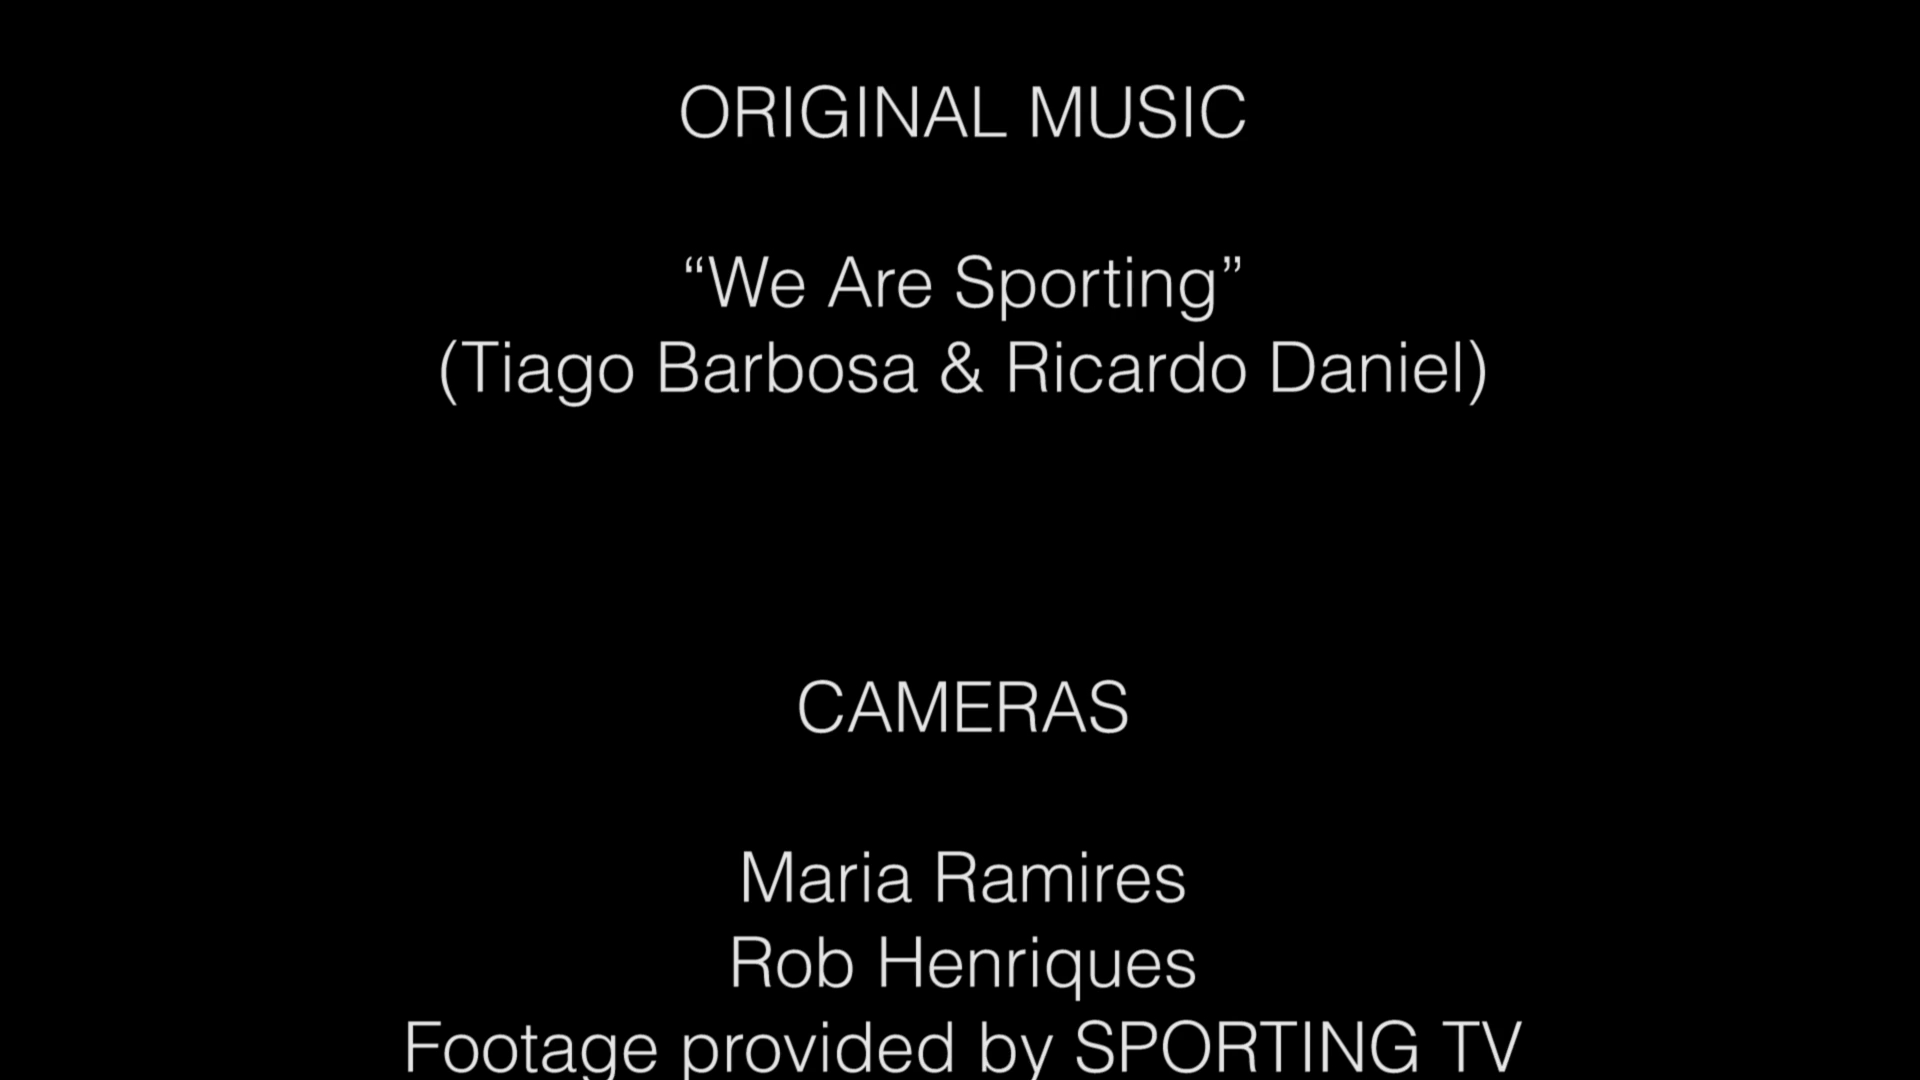 ORIGINAL MUSIC
“We Are Sporting”
(Tiago Barbosa & Ricardo Daniel)
CAMERAS
Maria Ramires
Rob Henriques
Footage provided by SPORTING TV